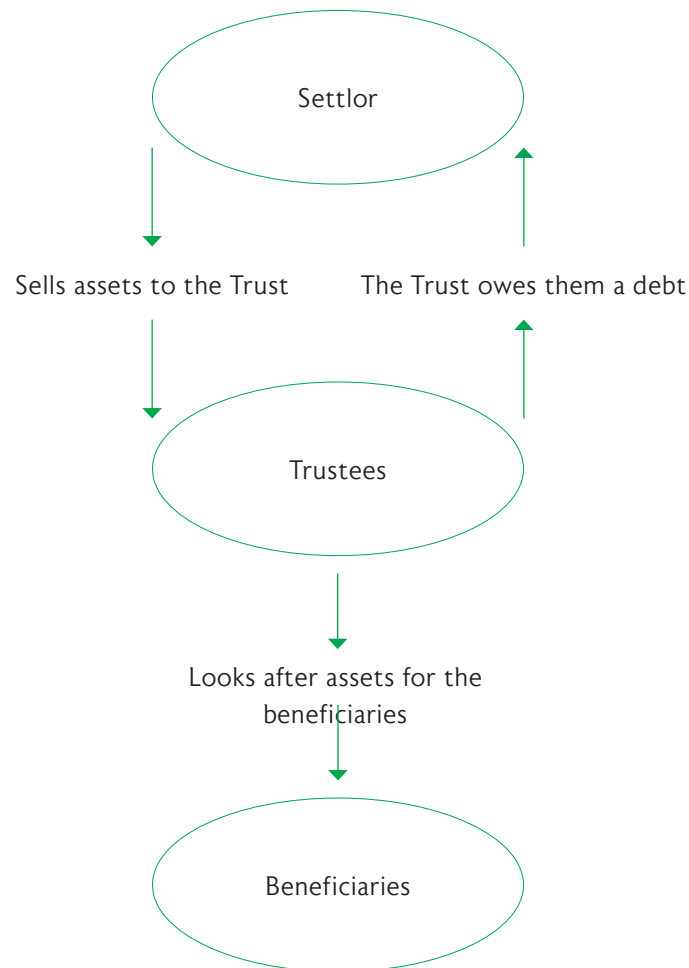 Settlor
Sells assets to the Trust
The Trust owes them a debt
Trustees
Looks after assets for the
beneficiaries
Beneficiaries